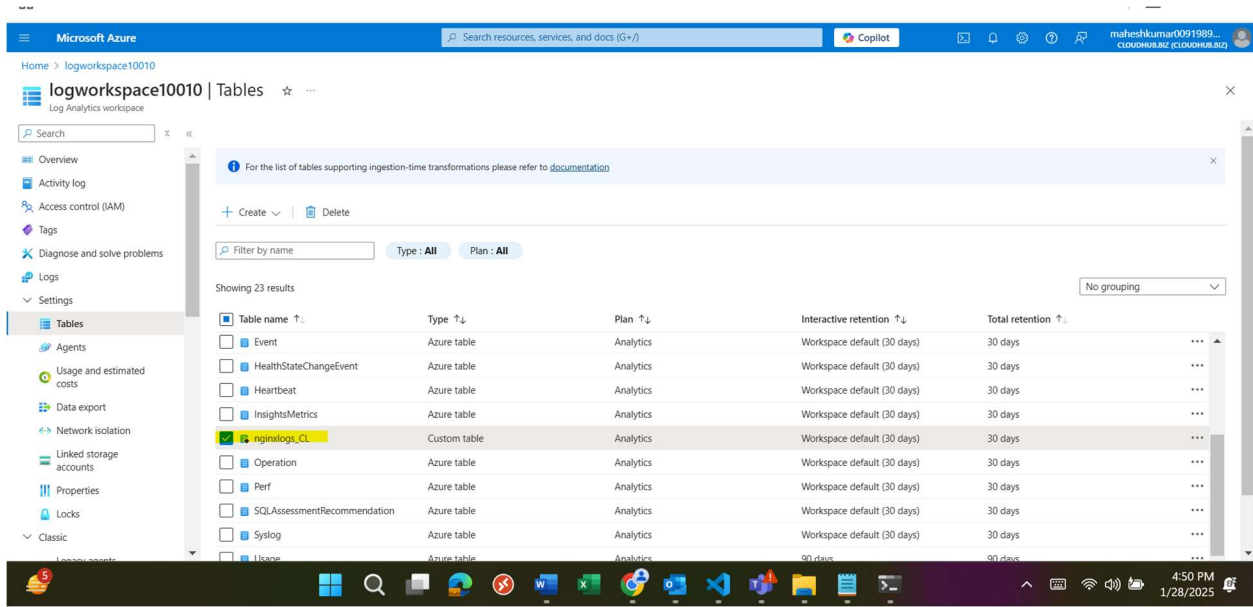 Microsoft Azure
Search resources, services, and docs (G+/)
Copilot
maheshkumar0091989...
CLOUDHUB.BIZ (CLOUDHUB.BIZ)
Home > logworkspace10010
logworkspace10010 | Tables
Log Analytics workspace
Search
Overview
Activity log
Access control (IAM)
Tags
Diagnose and solve problems
Logs
Settings
Tables
Agents
Usage and estimated
costs
Data export
Network isolation
Linked storage
accounts
Properties
Locks
Classic
Legacy agents
For the list of tables supporting ingestion-time transformations please refer to documentation
Create
Delete
Filter by name
Type : All
Plan : All
Showing 23 results
No grouping
Table name Type Plan Interactive retention Total retention
Event Azure table Analytics Workspace default (30 days) 30 days
HealthStateChangeEvent Azure table Analytics Workspace default (30 days) 30 days
Heartbeat Azure table Analytics Workspace default (30 days) 30 days
InsightsMetrics Azure table Analytics Workspace default (30 days) 30 days
nginxlogs_CL Custom table Analytics Workspace default (30 days) 30 days
Operation Azure table Analytics Workspace default (30 days) 30 days
Perf Azure table Analytics Workspace default (30 days) 30 days
SQLAssessmentRecommendation Azure table Analytics Workspace default (30 days) 30 days
Syslog Azure table Analytics Workspace default (30 days) 30 days
Usage Azure table Analytics 90 days 90 days
5
4:50 PM
1/28/2025